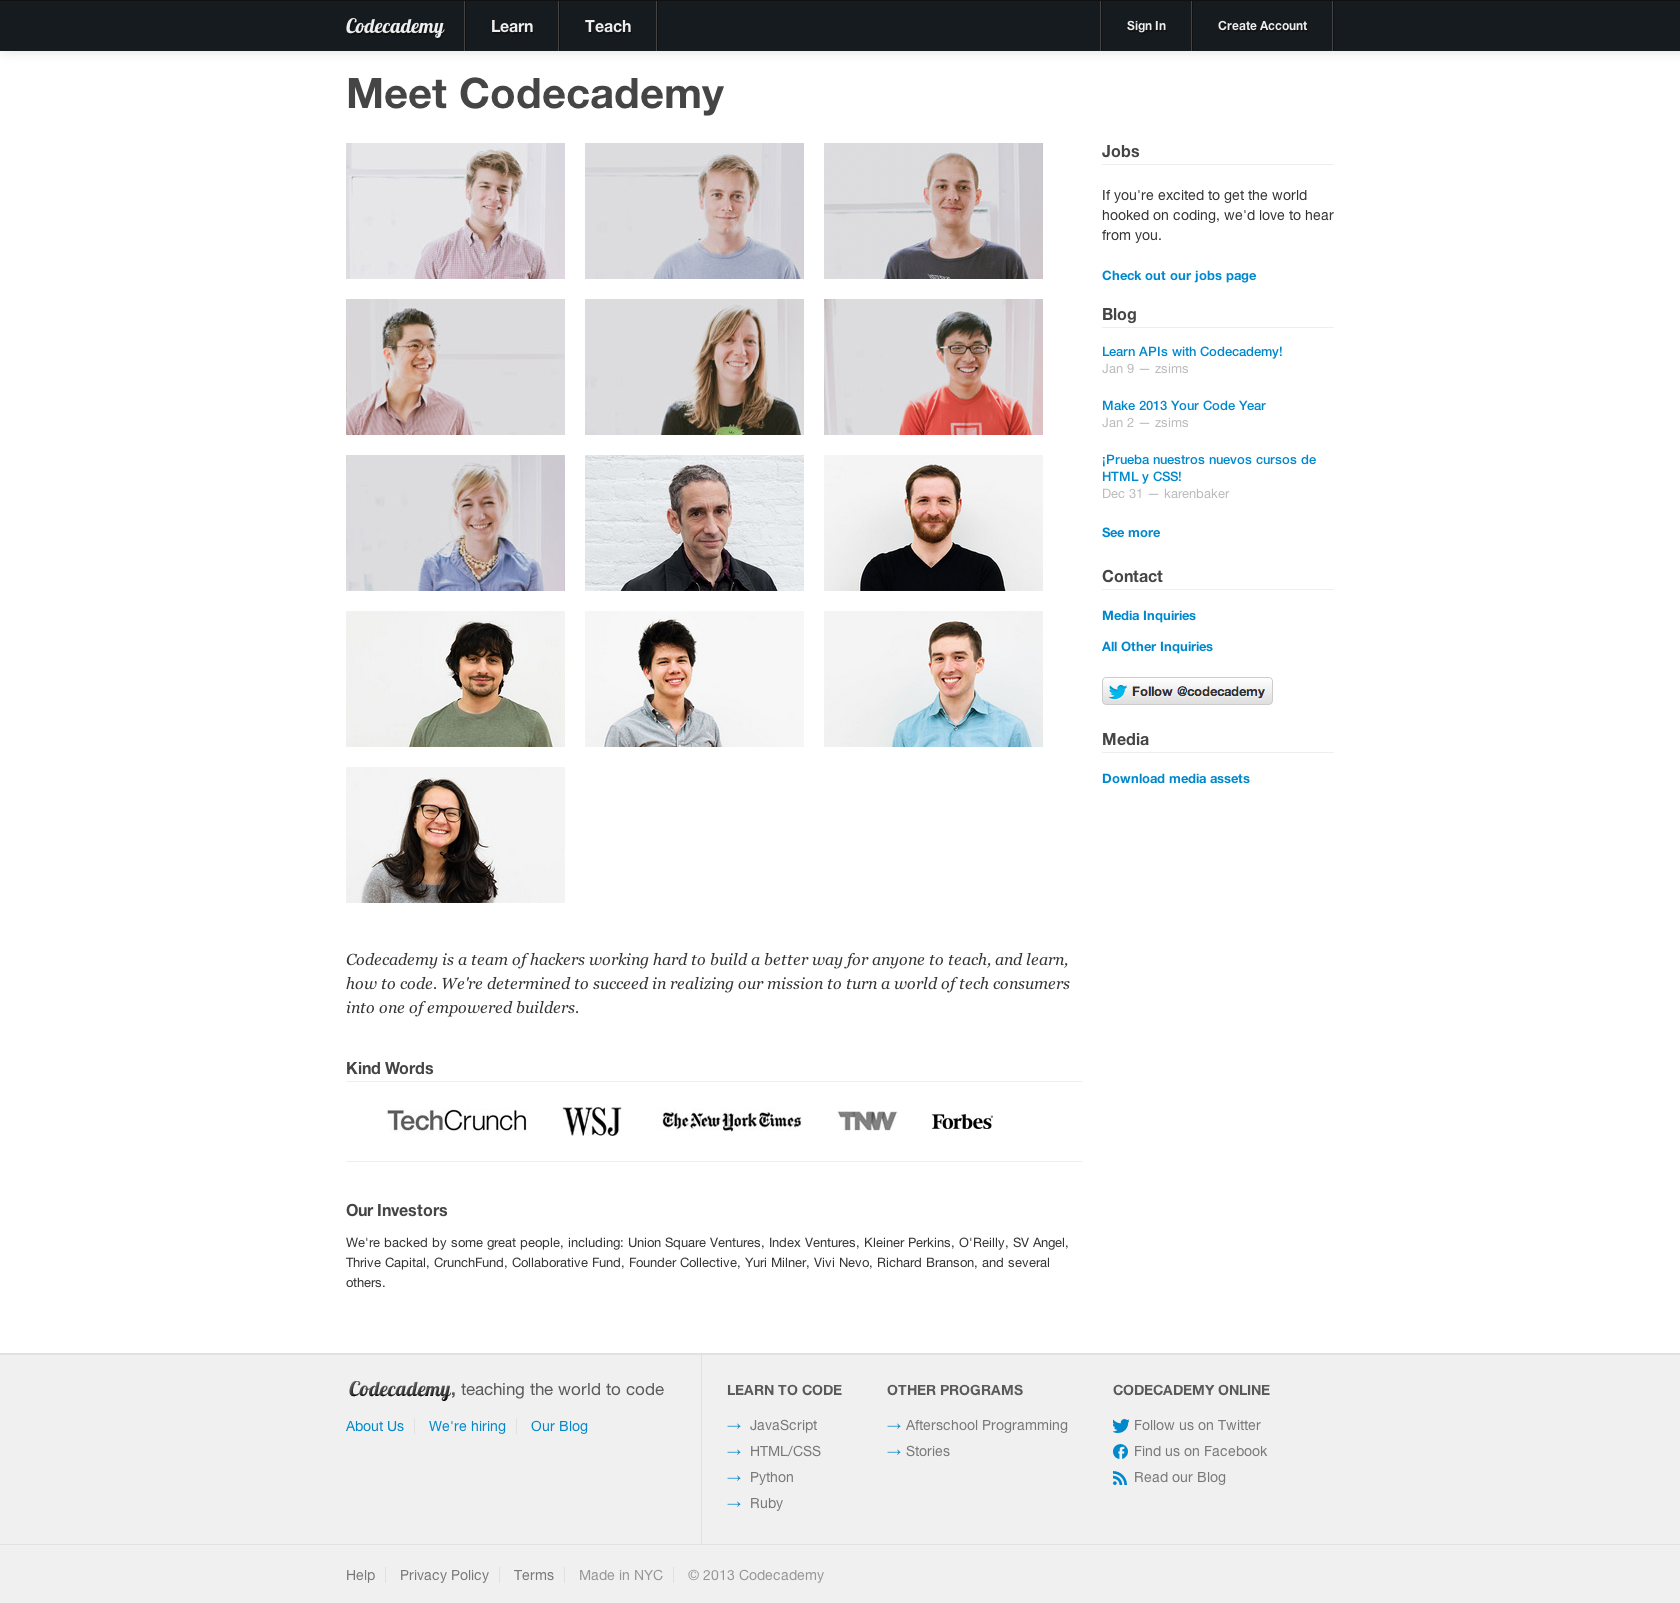 Codecademy
Learn
Teach
Sign In
Create Account
Meet Codecademy
Jobs
If you're excited to get the world
hooked on coding, we'd love to hear
from you.
Check out our jobs page
Blog
Learn APIs with Codecademy!
Jan 9 — zsims
Make 2013 Your Code Year
Jan 2 — zsims
¡Prueba nuestros nuevos cursos de
HTML y CSS!
Dec 31 — karenbaker
See more
Contact
Media Inquiries
All Other Inquiries
Follow @codecademy
Media
Download media assets
Codecademy is a team of hackers working hard to build a better way for anyone to teach, and learn,
how to code. We're determined to succeed in realizing our mission to turn a world of tech consumers
into one of empowered builders.
Kind Words
TechCrunch
WSJ
The New York Times
TNW
Forbes
Our Investors
We're backed by some great people, including: Union Square Ventures, Index Ventures, Kleiner Perkins, O'Reilly, SV Angel,
Thrive Capital, CrunchFund, Collaborative Fund, Founder Collective, Yuri Milner, Vivi Nevo, Richard Branson, and several
others.
Codecademy, teaching the world to code
About Us
We're hiring
Our Blog
LEARN TO CODE
→ JavaScript
→ HTML/CSS
→ Python
→ Ruby
OTHER PROGRAMS
→ Afterschool Programming
→ Stories
CODECADEMY ONLINE
Follow us on Twitter
Find us on Facebook
Read our Blog
Help
Privacy Policy
Terms
Made in NYC
© 2013 Codecademy